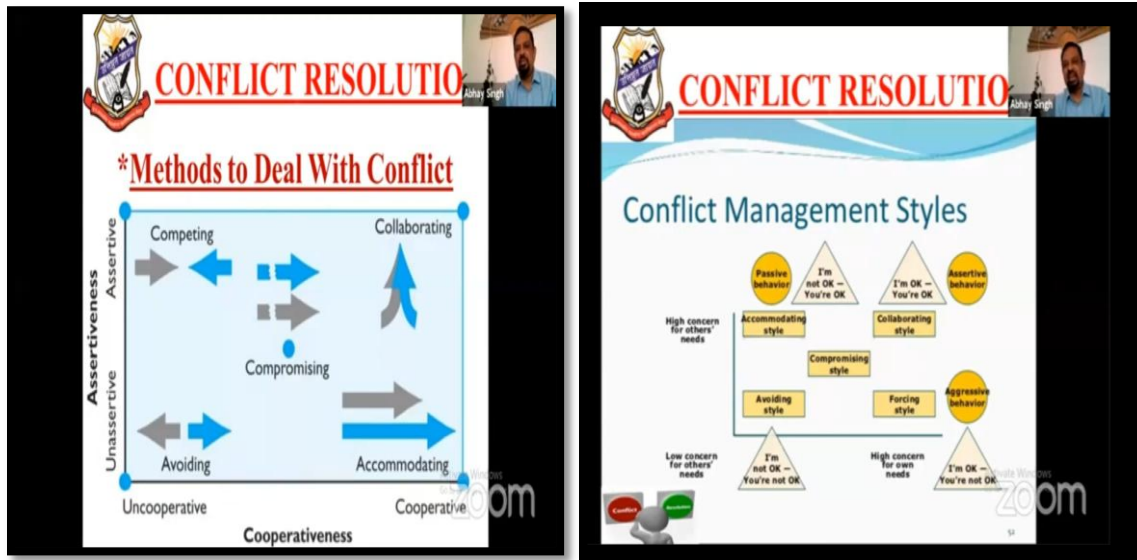 CONFLICT RESOLUTIO
Abhay Singh
*Methods to Deal With Conflict
Assertiveness
Assertive
Unassertive
Competing
Collaborating
Compromising
Avoiding
Accommodating
Uncooperative
Cooperative
Cooperativeness
zoom
CONFLICT RESOLUTIO
Abhay Singh
Conflict Management Styles
Passive
behavior
I'm
not OK —
You're OK
I'm OK —
You're OK
Assertive
behavior
High concern
for others'
needs
Accommodating
style
Collaborating
style
Compromising
style
Avoiding
style
Forcing
style
Aggressive
behavior
Low concern
for others'
needs
I'm
not OK —
You're not OK
High concern
for own
needs
I'm OK —
You're not OK
Conflict
Resolution
Activate Windows
zoom